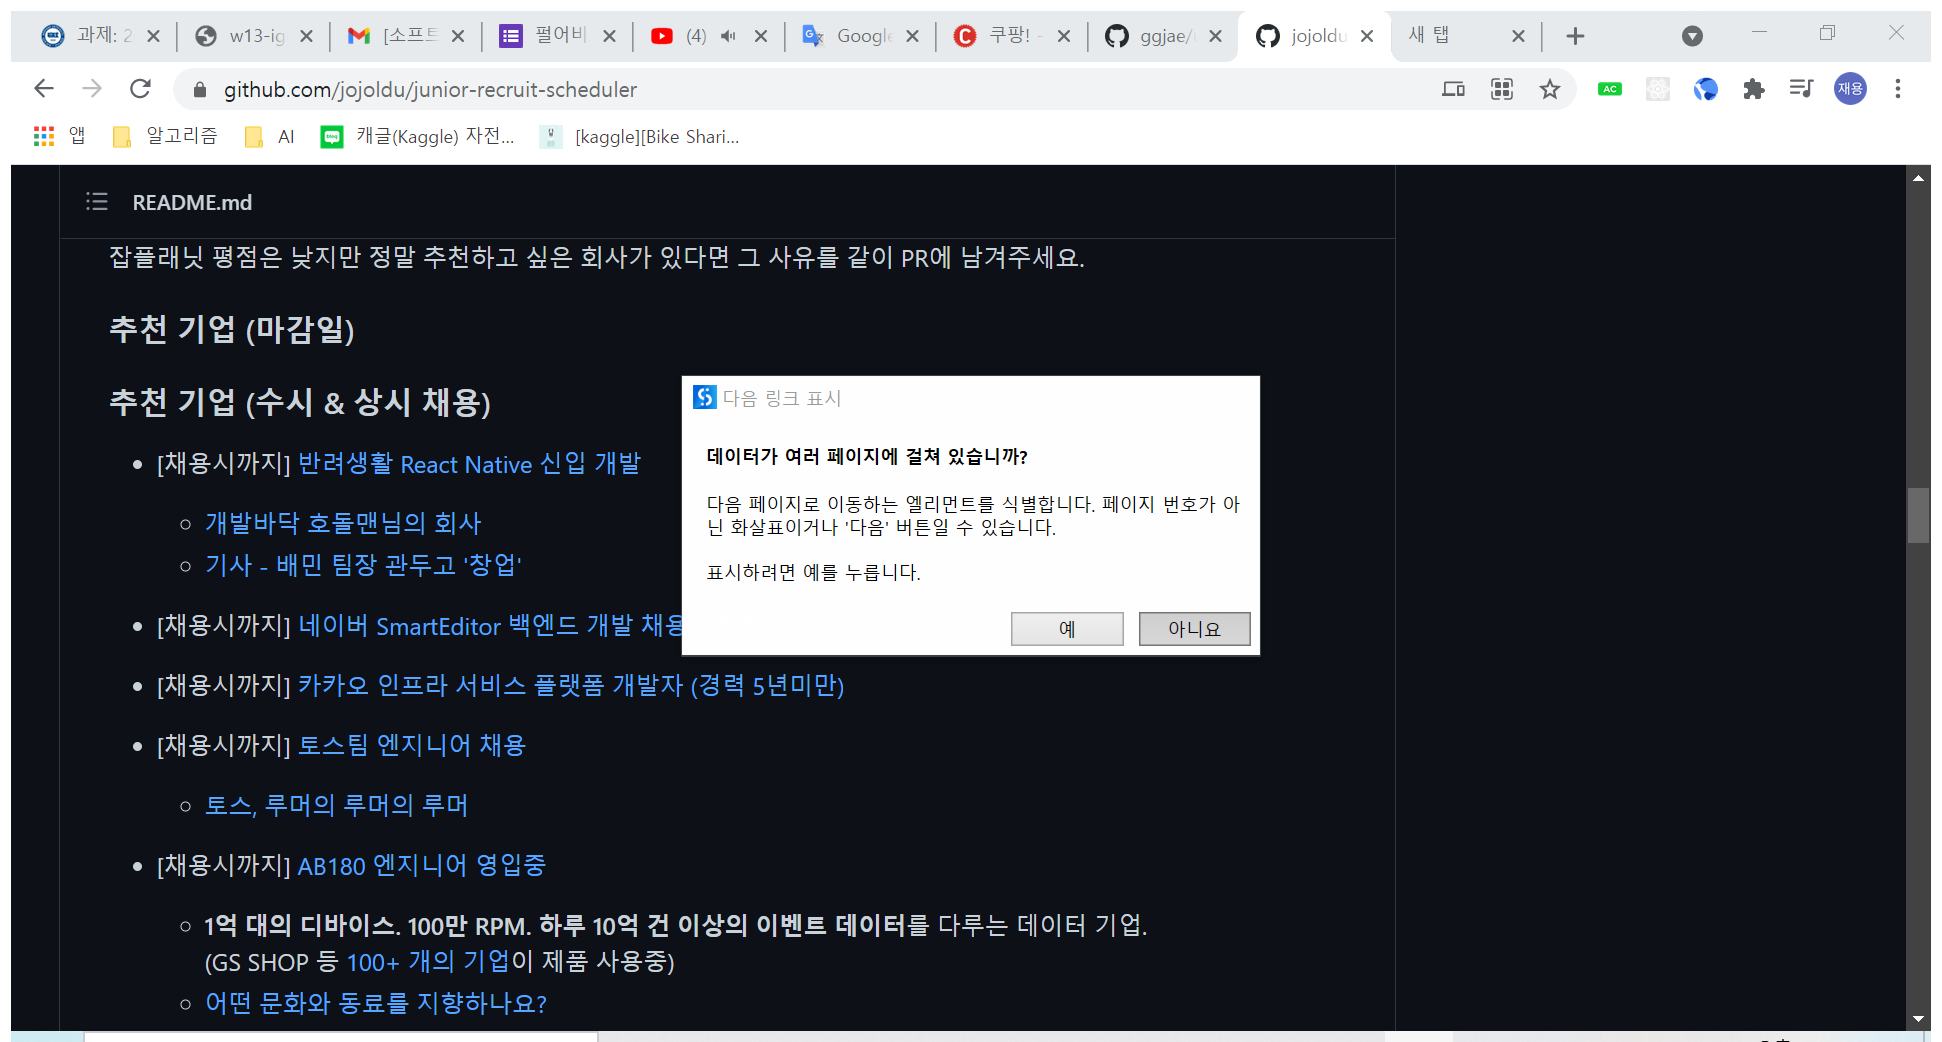 과제: 2
w13-ig
[소프트
펄어비
(4)
Google
쿠팡! -
ggjae/
jojoldu
새 탭
github.com/jojoldu/junior-recruit-scheduler
AC
재용
앱
알고리즘
AI
캐글(Kaggle) 자전...
[kaggle][Bike Shari...
README.md
잡플래닛 평점은 낮지만 정말 추천하고 싶은 회사가 있다면 그 사유를 같이 PR에 남겨주세요.
추천 기업 (마감일)
추천 기업 (수시 & 상시 채용)
[채용시까지] 반려생활 React Native 신입 개발
개발바닥 호돌맨님의 회사
기사 - 배민 팀장 관두고 '창업'
[채용시까지] 네이버 SmartEditor 백엔드 개발 채용
[채용시까지] 카카오 인프라 서비스 플랫폼 개발자 (경력 5년미만)
[채용시까지] 토스팀 엔지니어 채용
토스, 루머의 루머의 루머
[채용시까지] AB180 엔지니어 영입중
1억 대의 디바이스. 100만 RPM. 하루 10억 건 이상의 이벤트 데이터를 다루는 데이터 기업.
(GS SHOP 등 100+ 개의 기업이 제품 사용중)
어떤 문화와 동료를 지향하나요?
다음 링크 표시
데이터가 여러 페이지에 걸쳐 있습니까?
다음 페이지로 이동하는 엘리먼트를 식별합니다. 페이지 번호가 아
닌 화살표이거나 '다음' 버튼일 수 있습니다.
표시하려면 예를 누릅니다.
예
아니요